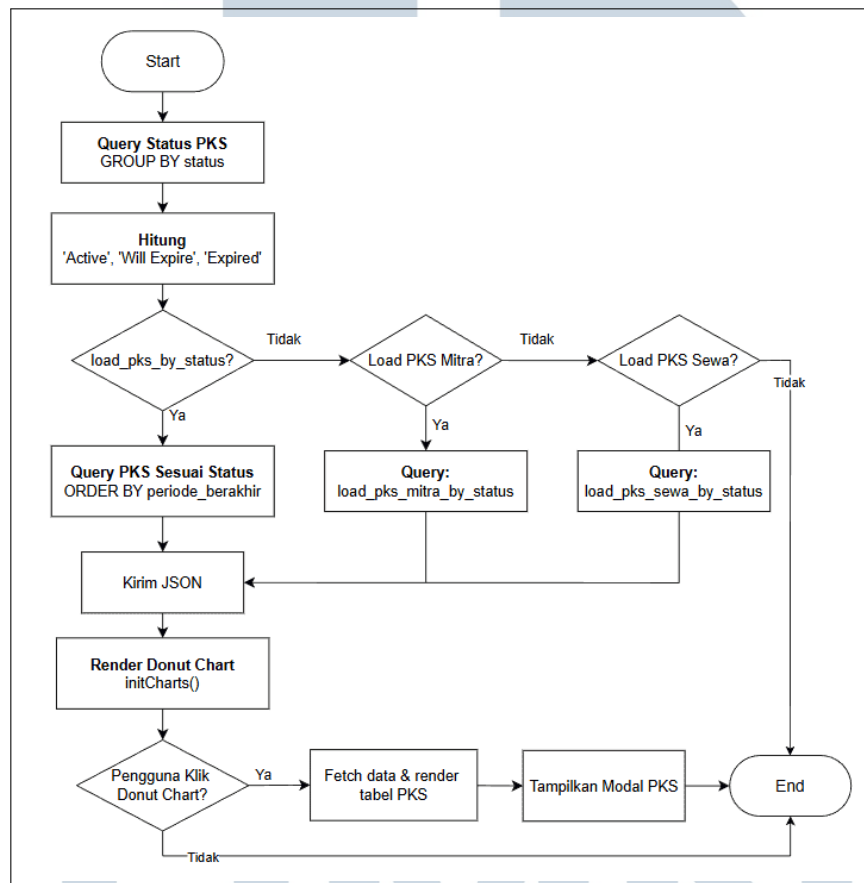 Start
Query Status PKS
GROUP BY status
Hitung
'Active', 'Will Expire', 'Expired'
load_pks_by_status?
Tidak
Load PKS Mitra?
Tidak
Load PKS Sewa?
Tidak
Ya
Ya
Ya
Query PKS Sesuai Status
ORDER BY periode_berakhir
Query:
load_pks_mitra_by_status
Query:
load_pks_sewa_by_status
Kirim JSON
Render Donut Chart
initCharts()
Pengguna Klik
Donut Chart?
Ya
Fetch data & render
tabel PKS
Tampilkan Modal PKS
End
Tidak